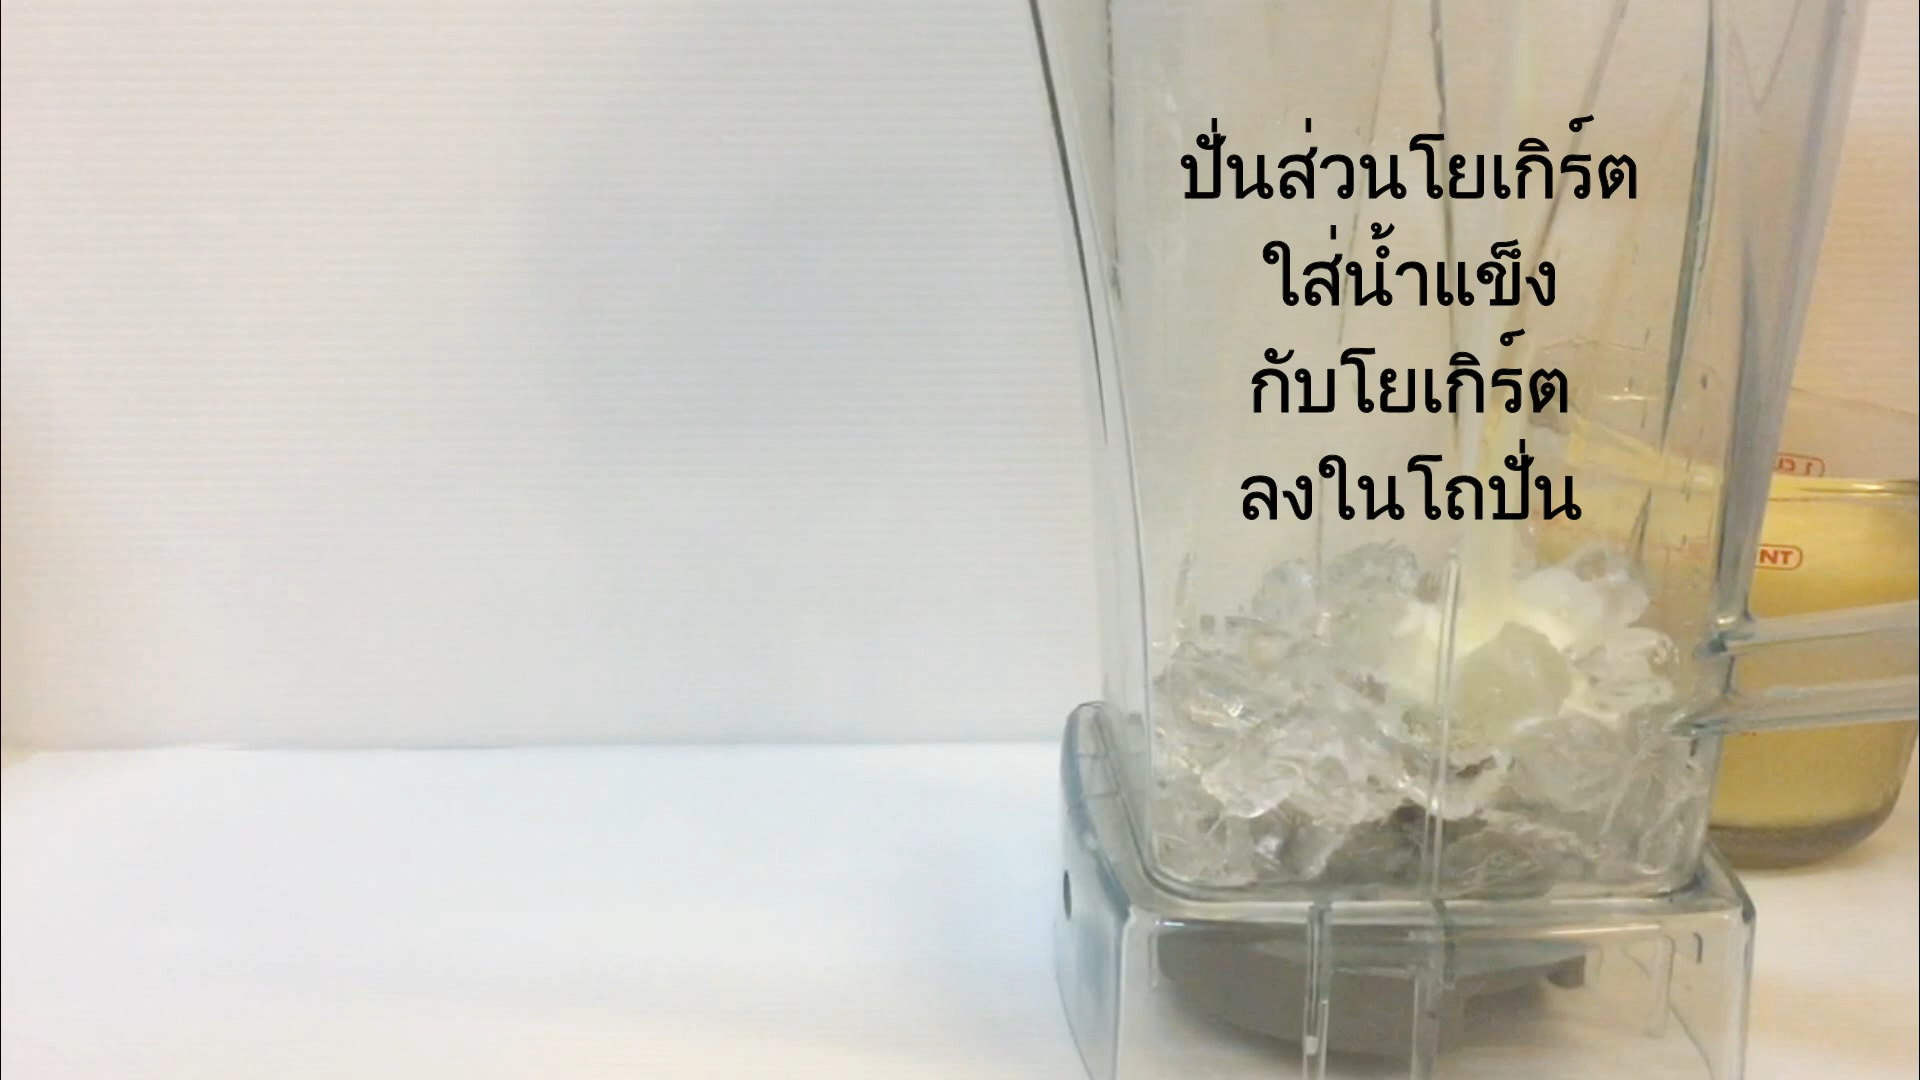 ปั่นส่วนโยเกิร์ต
ใส่น้ำแข็ง
กับโยเกิร์ต
ลงในโถปั่น